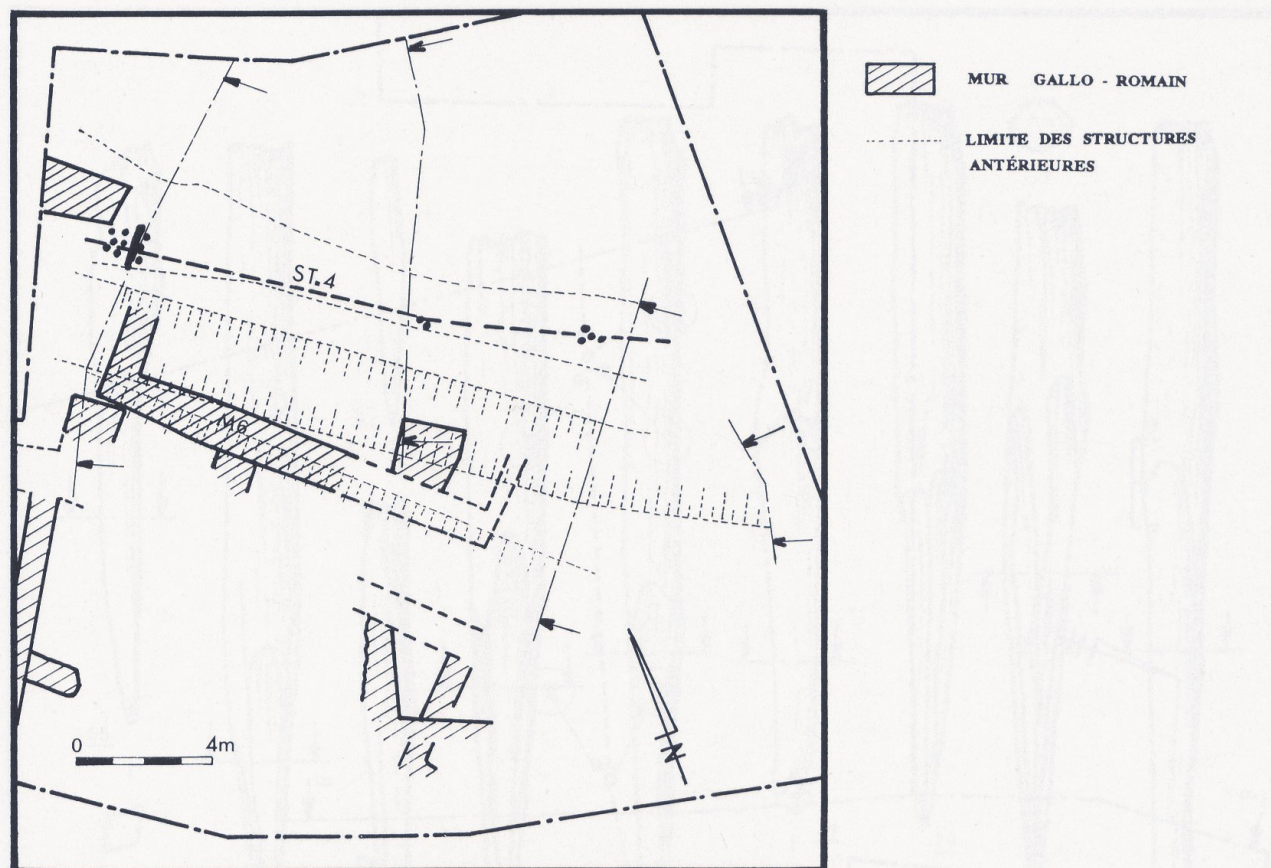 MUR GALLO - ROMAIN
LIMITE DES STRUCTURES
ANTÉRIEURES
ST.4
M6
0 4m
N